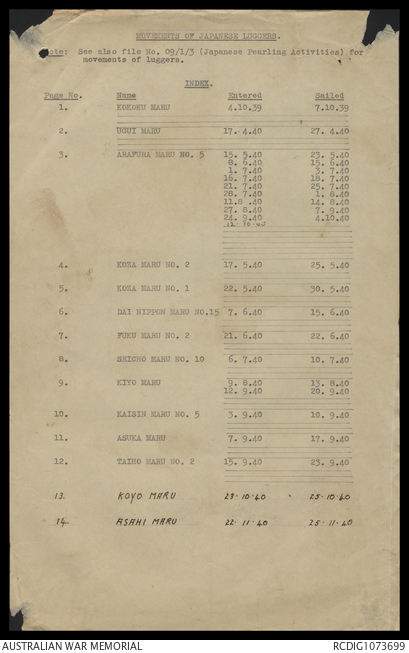 MOVEMENTS OF JAPANESE LUGGERS.
Note: See also file No. 09/1/3 (Japanese Pearling Activities) for
movements of luggers.
INDEX.
Page No. Name Entered Sailed
1. KOKOKU MARU 4.10.39 7.10.39
2. UGUI MARU 17. 4.40 27. 4.40
3. ARAFURA MARU NO. 5 15. 5.40 23. 5.40
8. 6.40 15. 6.40
1. 7.40 3. 7.40
16. 7.40 18. 7.40
21. 7.40 25. 7.40
28. 7.40 1. 8.40
11.8 .40 14. 8.40
27. 8.40 7. 9.40
24. 9.40 4.10.40
12.10.40
4. KOZA MARU NO. 2 17. 5.40 25. 5.40
5. KOZA MARU NO. 1 22. 5.40 30. 5.40
6. DAI NIPPON MARU NO.15 7. 6.40 15. 6.40
7. FUKU MARU NO. 2 21. 6.40 22. 6.40
8. SEICHO MARU NO. 10 6. 7.40 10. 7.40
9. KIYO MARU 9. 8.40 13. 8.40
12. 9.40 20. 9.40
10. KAISIN MARU NO. 5 3. 9.40 10. 9.40
11. ASUKA MARU 7. 9.40 17. 9.40
12. TAIHO MARU NO. 2 15. 9.40 23. 9.40
13. KOYO MARU 23.10.40 25.10.40
14. ASAHI MARU 22.11.40 25.11.40
AUSTRALIAN WAR MEMORIAL RCDIG1073699